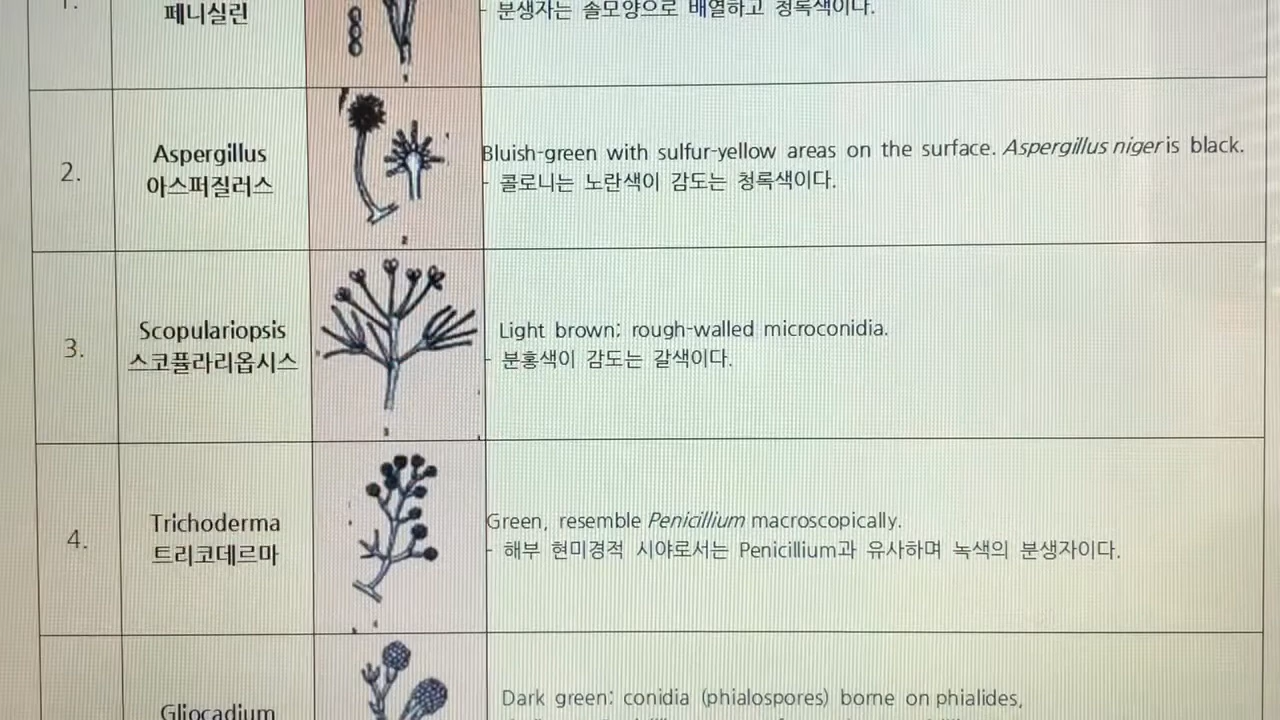 1.
페니실린
- 분생자는 솔모양으로 배열하고 청록색이다.
2.
Aspergillus
아스퍼질러스
Bluish-green with sulfur-yellow areas on the surface. Aspergillus niger is black.
- 콜로니는 노란색이 감도는 청록색이다.
3.
Scopulariopsis
스코풀라리옵시스
Light brown: rough-walled microconidia.
- 분홍색이 감도는 갈색이다.
4.
Trichoderma
트리코데르마
Green, resemble Penicillium macroscopically.
- 해부 현미경적 시야로서는 Penicillium과 유사하며 녹색의 분생자이다.
Gliocadium
Dark green: conidia (phialospores) borne on phialides,